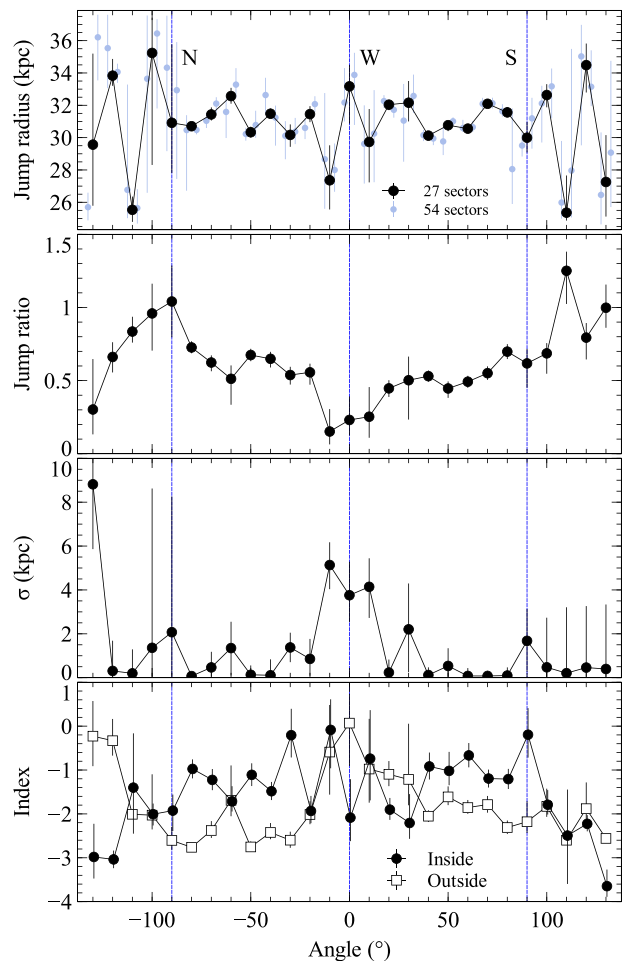 36
34
32
30
28
26
Jump radius (kpc)
N
W
S
27 sectors
54 sectors
1.5
1
0.5
0
Jump ratio
10
8
6
4
2
0
σ (kpc)
1
0
−1
−2
−3
−4
Index
Inside
Outside
−100
−50
0
50
100
Angle (°)